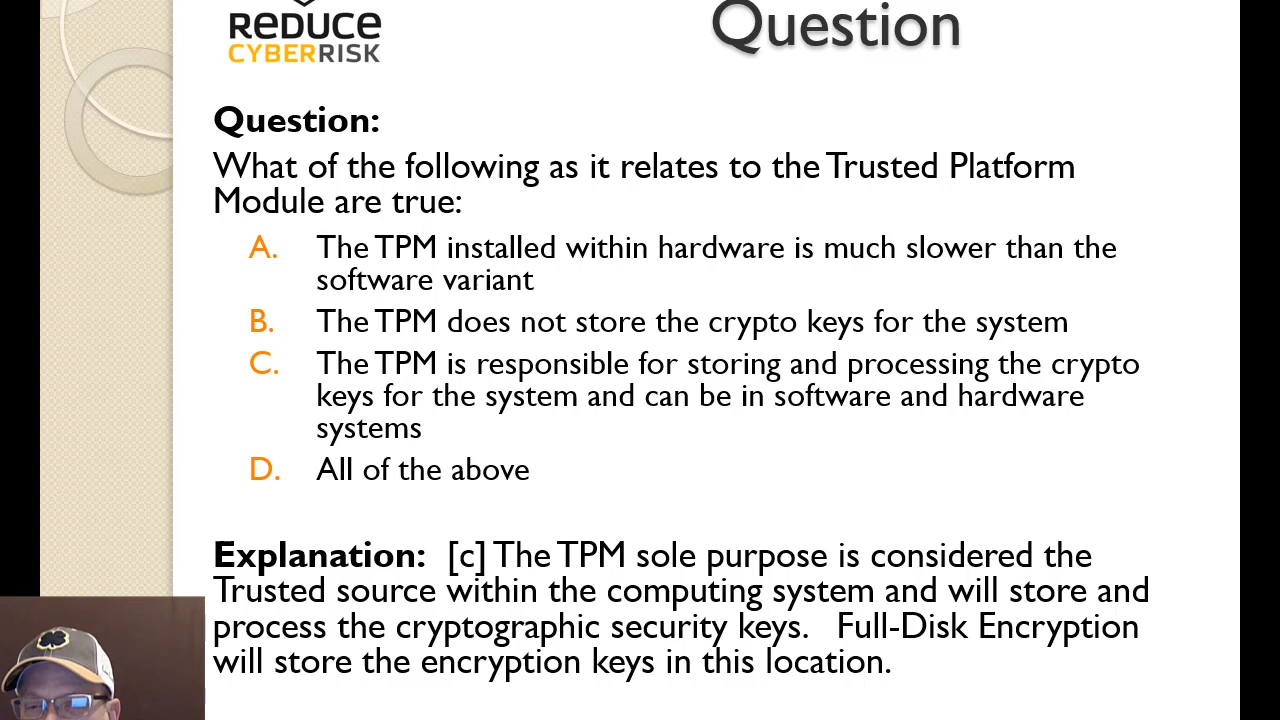 REDUCE
CYBERRISK
Question
Question:
What of the following as it relates to the Trusted Platform
Module are true:
A. The TPM installed within hardware is much slower than the
software variant
B. The TPM does not store the crypto keys for the system
C. The TPM is responsible for storing and processing the crypto
keys for the system and can be in software and hardware
systems
D. All of the above
Explanation: [c] The TPM sole purpose is considered the
Trusted source within the computing system and will store and
process the cryptographic security keys. Full-Disk Encryption
will store the encryption keys in this location.